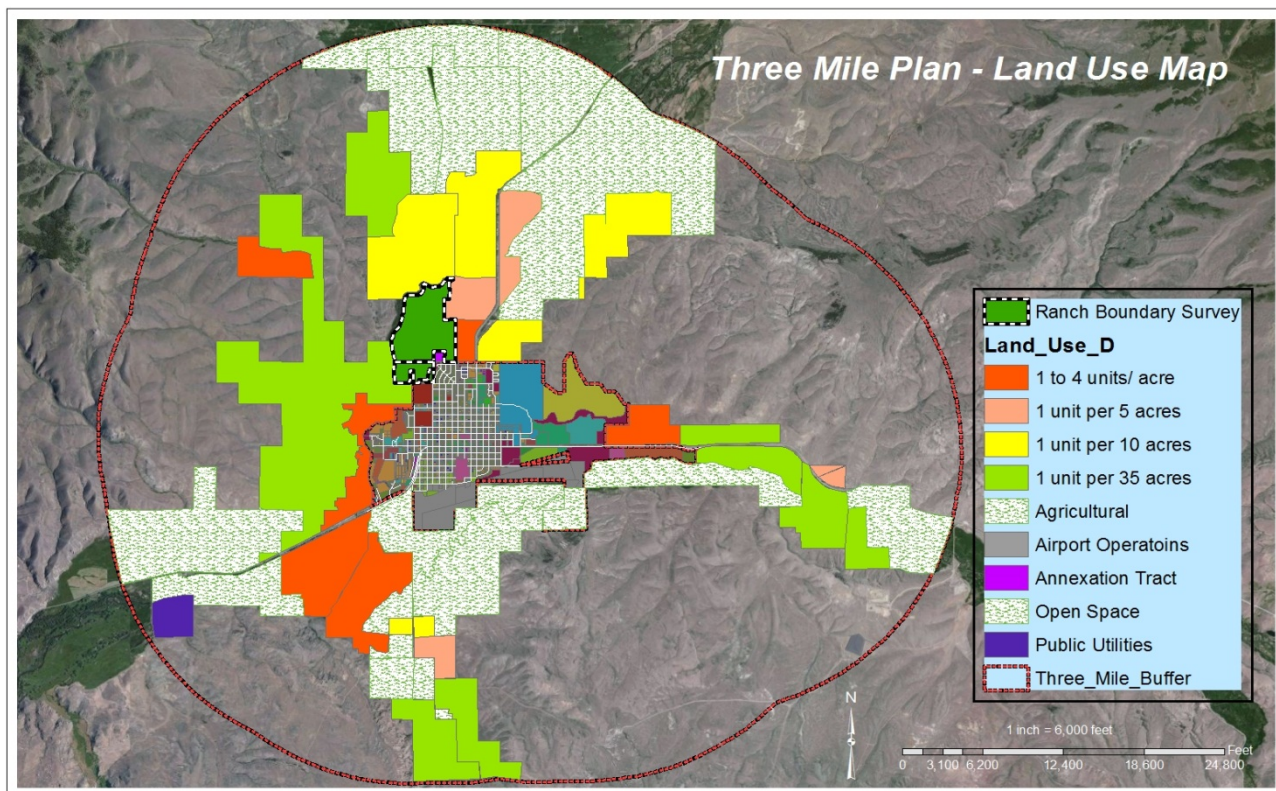 Three Mile Plan - Land Use Map
Ranch Boundary Survey
Land_Use_D
1 to 4 units/ acre
1 unit per 5 acres
1 unit per 10 acres
1 unit per 35 acres
Agricultural
Airport Operatoins
Annexation Tract
Open Space
Public Utilities
Three_Mile_Buffer
N
1 inch = 6,000 feet
Feet
0 3,100 6,200 12,400 18,600 24,800